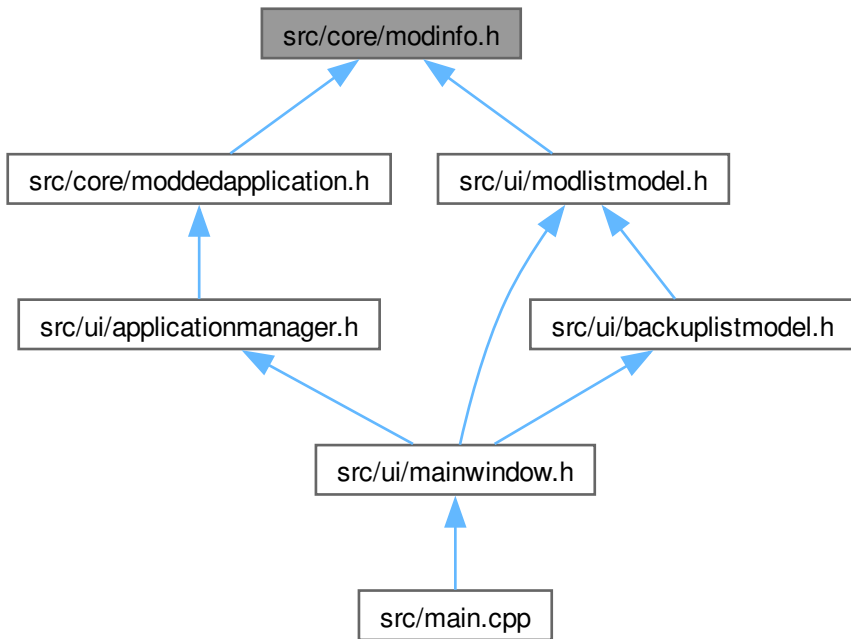 src/core/modinfo.h
src/core/moddedapplication.h
src/ui/modlistmodel.h
src/ui/applicationmanager.h
src/ui/backuplistmodel.h
src/ui/mainwindow.h
src/main.cpp